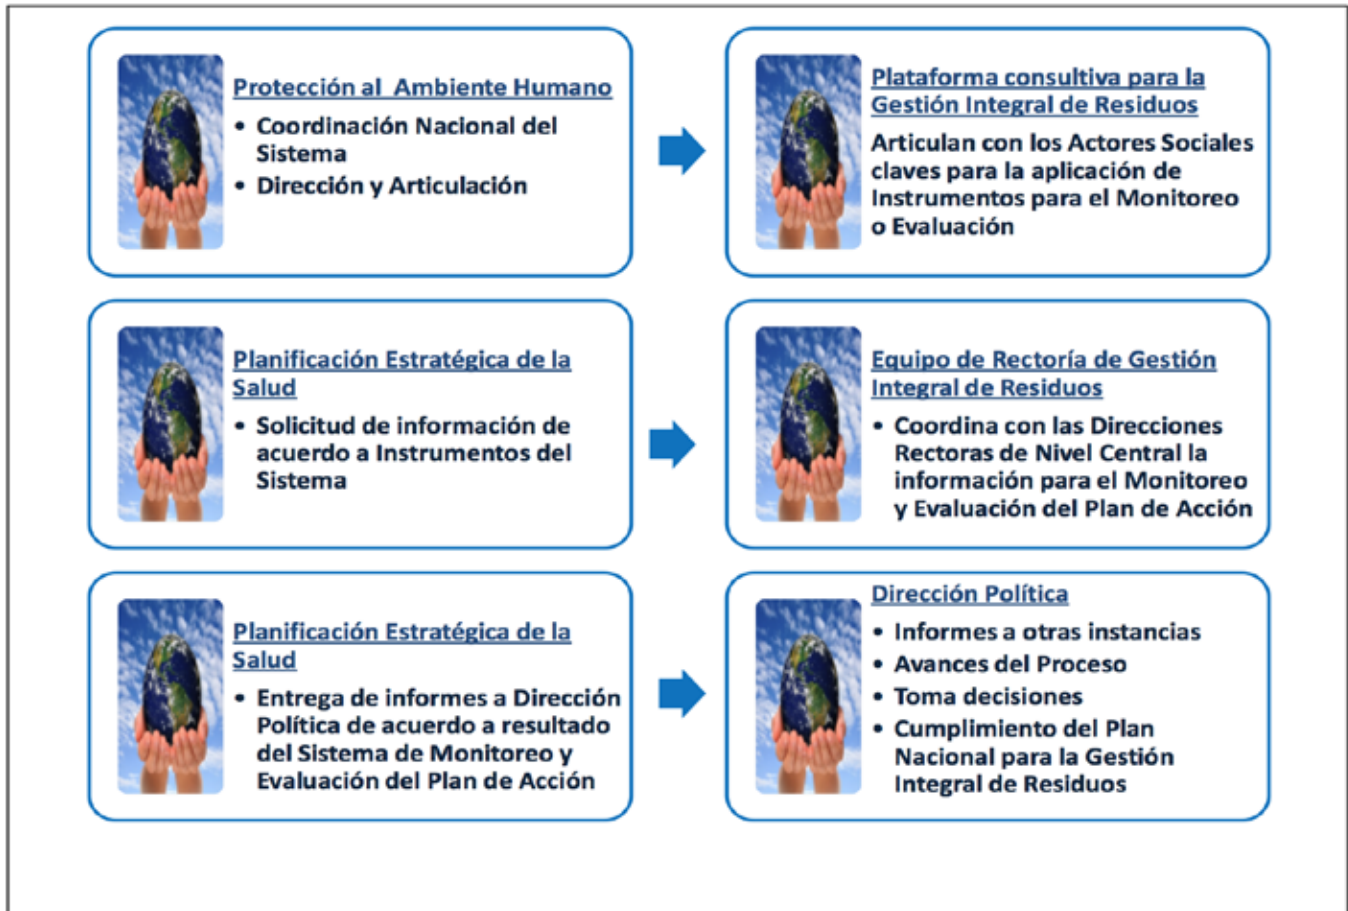 Protección al Ambiente Humano
• Coordinación Nacional del
Sistema
• Dirección y Articulación
Plataforma consultiva para la
Gestión Integral de Residuos
Articulan con los Actores Sociales
claves para la aplicación de
Instrumentos para el Monitoreo
o Evaluación
Planificación Estratégica de la
Salud
• Solicitud de información de
acuerdo a Instrumentos del
Sistema
Equipo de Rectoría de Gestión
Integral de Residuos
• Coordina con las Direcciones
Rectoras de Nivel Central la
información para el Monitoreo
y Evaluación del Plan de Acción
Planificación Estratégica de la
Salud
• Entrega de informes a Dirección
Política de acuerdo a resultado
del Sistema de Monitoreo y
Evaluación del Plan de Acción
Dirección Política
• Informes a otras instancias
• Avances del Proceso
• Toma decisiones
• Cumplimiento del Plan
Nacional para la Gestión
Integral de Residuos